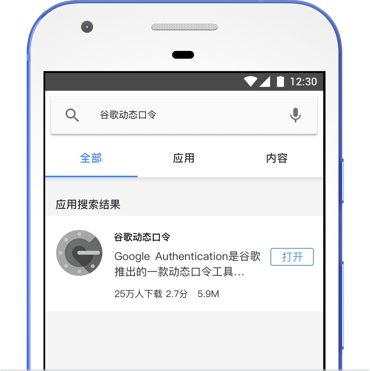 12:30
谷歌动态口令
全部 应用 内容
应用搜索结果
谷歌动态口令
Google Authentication是谷歌
推出的一款动态口令工具...
打开
25万人下载 2.7分 5.9M